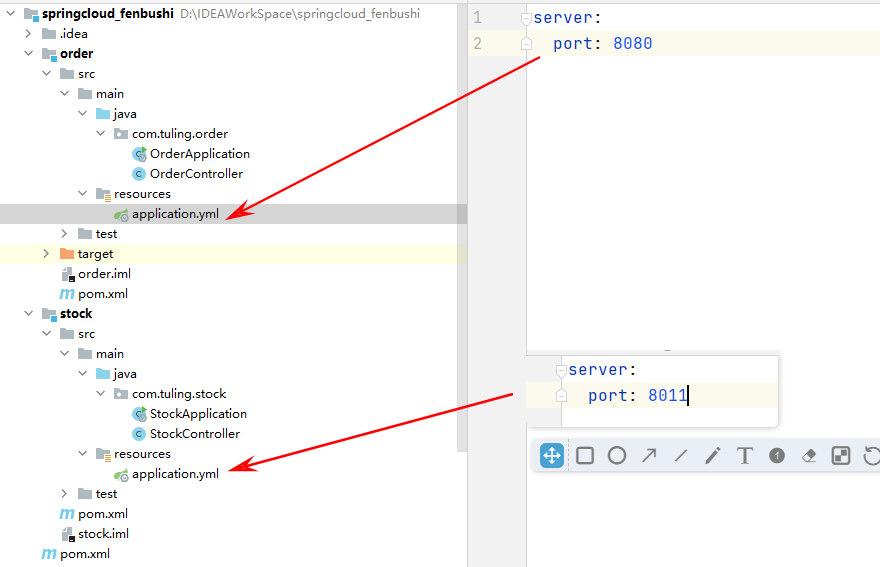 springcloud_fenbushi D:\IDEAWorkSpace\springcloud_fenbushi
.idea
order
src
main
java
com.tuling.order
OrderApplication
OrderController
resources
application.yml
test
target
order.iml
pom.xml
stock
src
main
java
com.tuling.stock
StockApplication
StockController
resources
application.yml
test
pom.xml
stock.iml
pom.xml
1 server:
2 port: 8080
server:
port: 8011
T 1